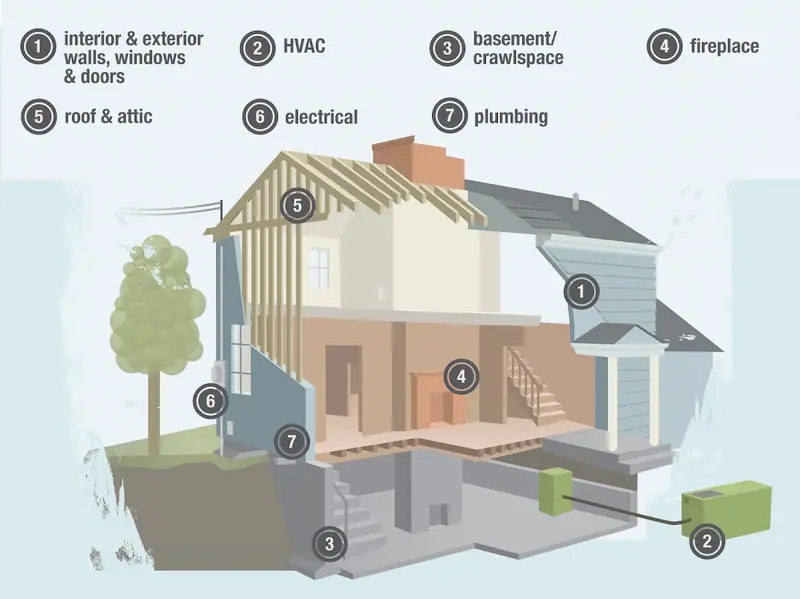 1 interior & exterior
walls, windows
& doors
2 HVAC
3 basement/
crawlspace
4 fireplace
5 roof & attic
6 electrical
7 plumbing
5
1
4
6
7
3
2